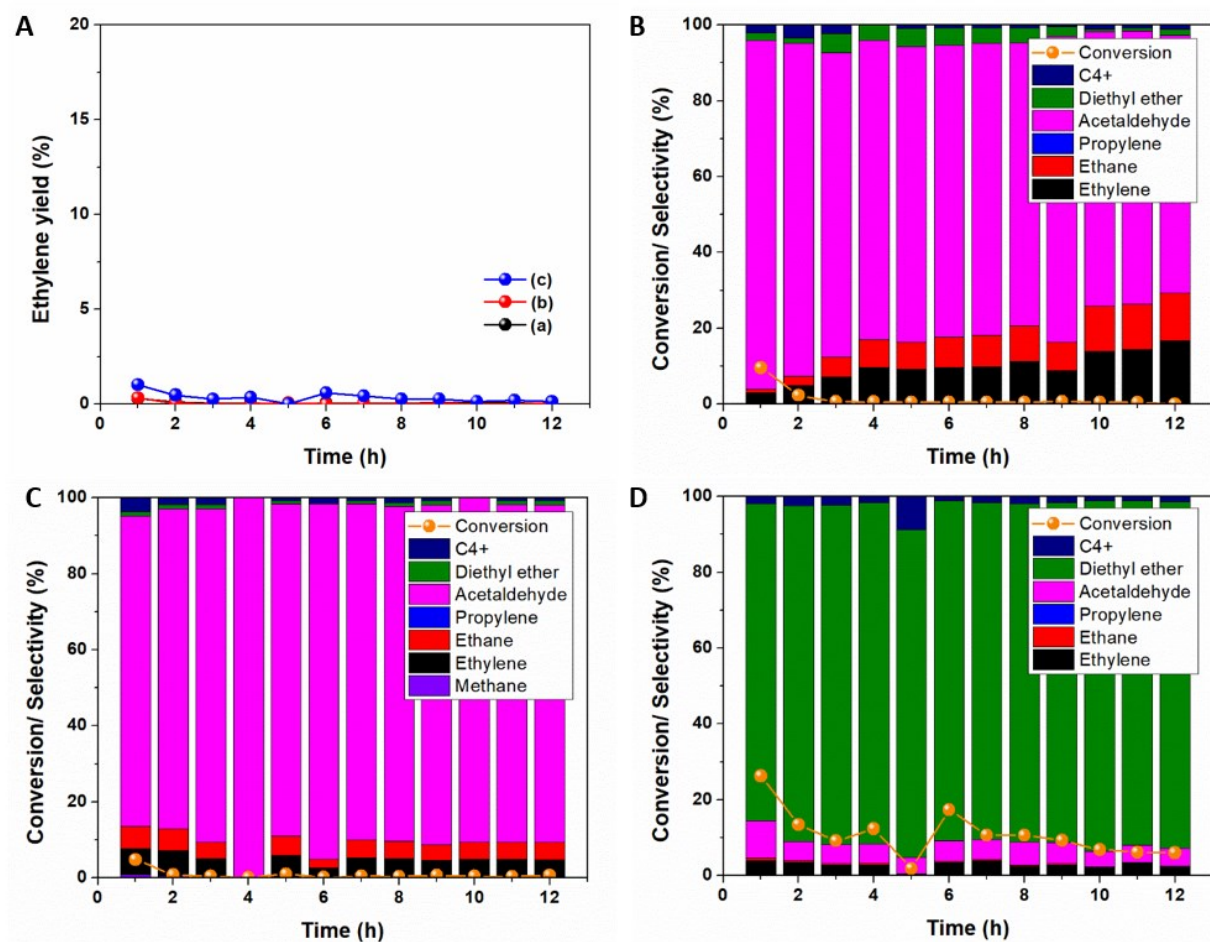 A
Ethylene yield (%)
20
15
10
5
0
(c)
(b)
(a)
0 2 4 6 8 10 12
Time (h)
B
Conversion/ Selectivity (%)
100
80
60
40
20
0
Conversion
C4+
Diethyl ether
Acetaldehyde
Propylene
Ethane
Ethylene
0 2 4 6 8 10 12
Time (h)
C
Conversion/ Selectivity (%)
100
80
60
40
20
0
Conversion
C4+
Diethyl ether
Acetaldehyde
Propylene
Ethane
Ethylene
Methane
0 2 4 6 8 10 12
Time (h)
D
Conversion/ Selectivity (%)
100
80
60
40
20
0
Conversion
C4+
Diethyl ether
Acetaldehyde
Propylene
Ethane
Ethylene
0 2 4 6 8 10 12
Time (h)